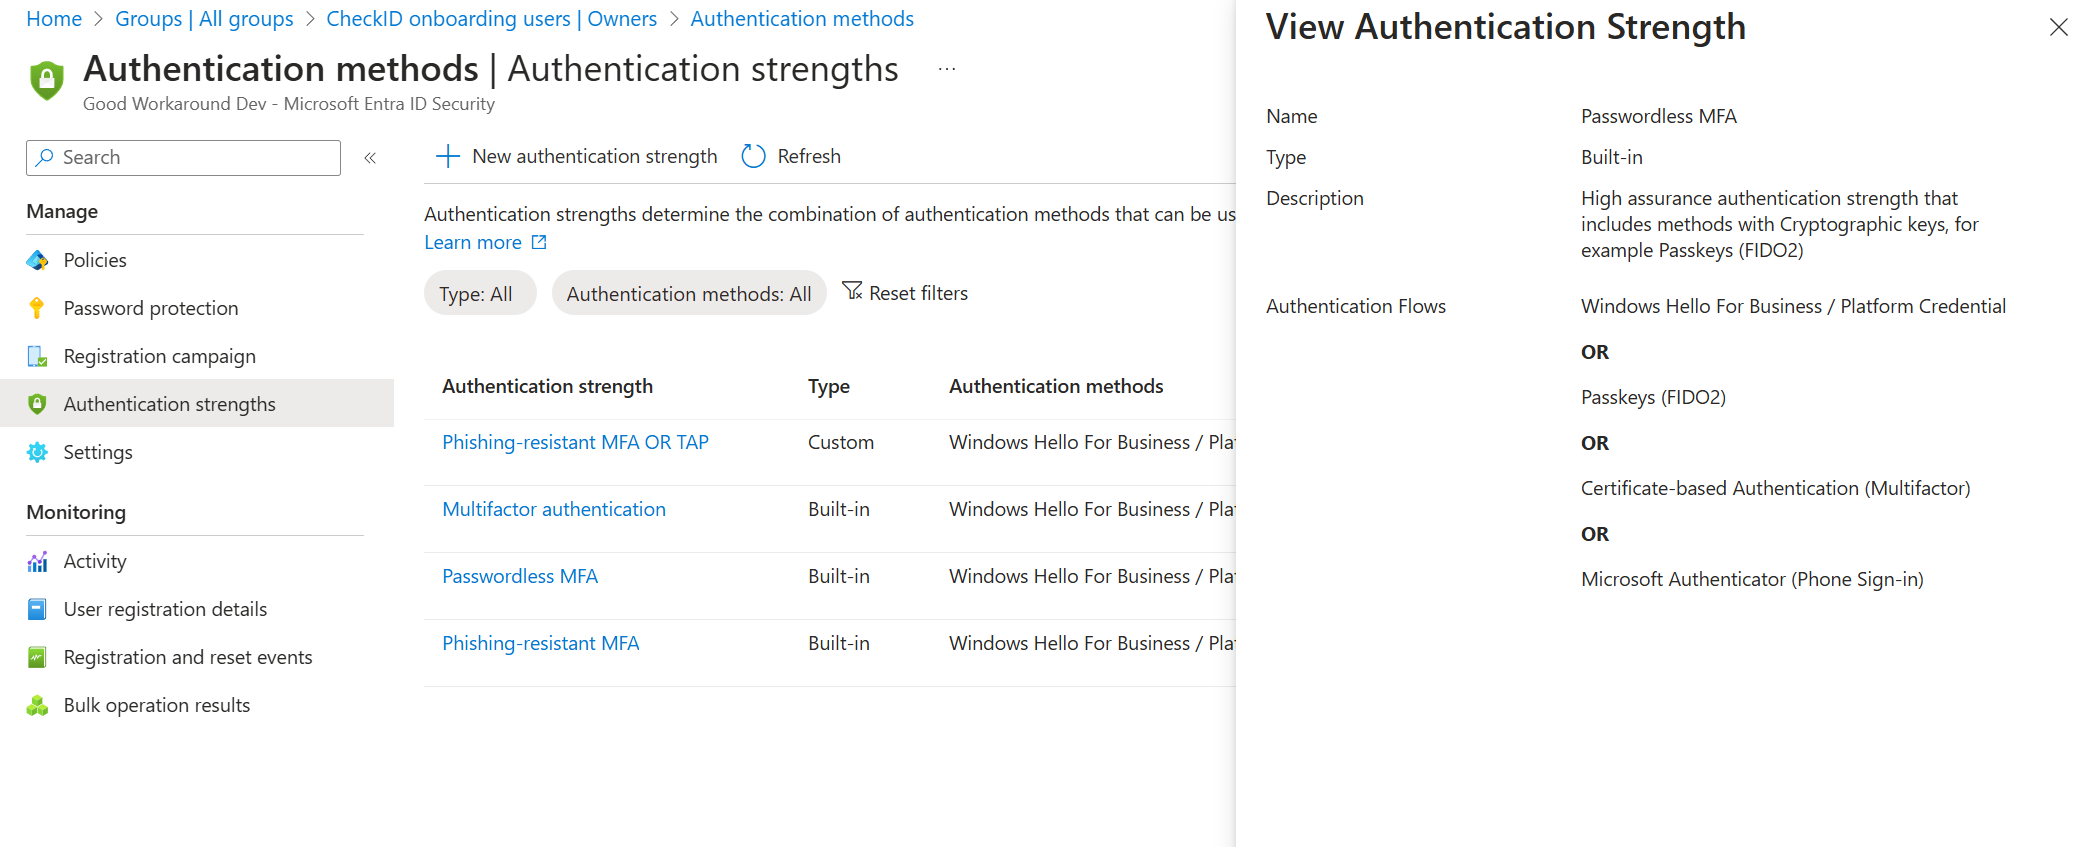 Home > Groups | All groups > CheckID onboarding users | Owners > Authentication methods
Authentication methods | Authentication strengths ...
Good Workaround Dev - Microsoft Entra ID Security
Search «
Manage
Policies
Password protection
Registration campaign
Authentication strengths
Settings
Monitoring
Activity
User registration details
Registration and reset events
Bulk operation results
New authentication strength Refresh
Authentication strengths determine the combination of authentication methods that can be us
Learn more
Type: All Authentication methods: All Reset filters
Authentication strength Type Authentication methods
Phishing-resistant MFA OR TAP Custom Windows Hello For Business / Pla
Multifactor authentication Built-in Windows Hello For Business / Pla
Passwordless MFA Built-in Windows Hello For Business / Pla
Phishing-resistant MFA Built-in Windows Hello For Business / Pla
View Authentication Strength
Name Passwordless MFA
Type Built-in
Description High assurance authentication strength that
includes methods with Cryptographic keys, for
example Passkeys (FIDO2)
Authentication Flows Windows Hello For Business / Platform Credential
OR
Passkeys (FIDO2)
OR
Certificate-based Authentication (Multifactor)
OR
Microsoft Authenticator (Phone Sign-in)